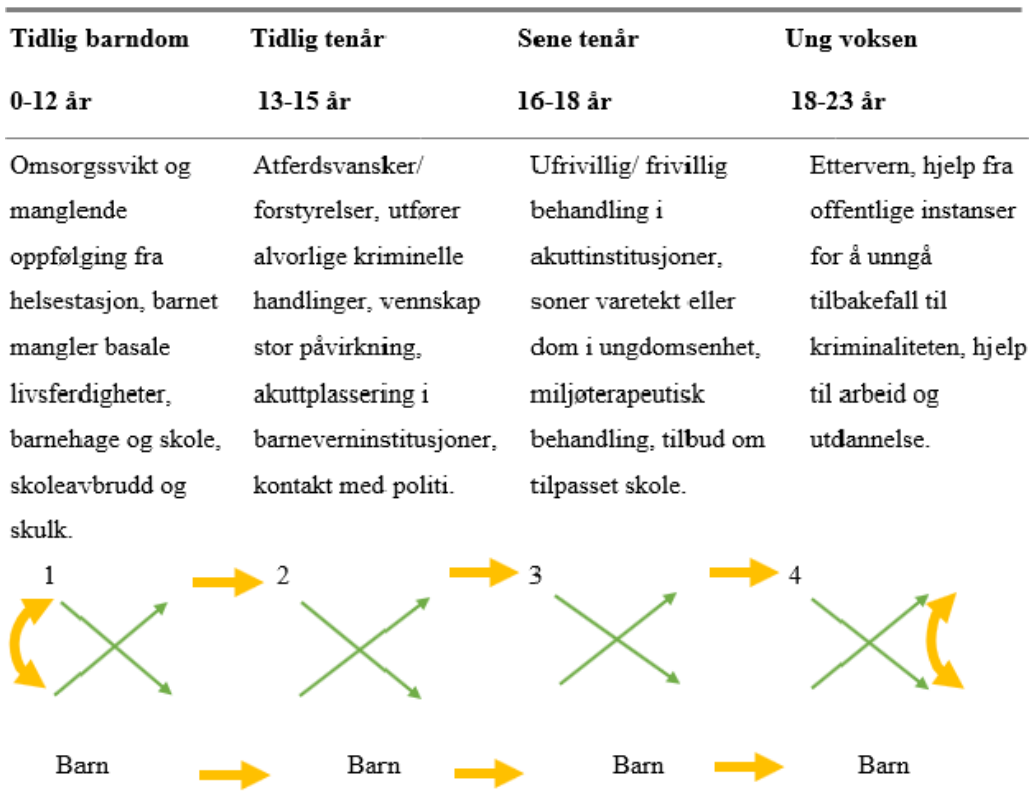 Tidlig barndom
Tidlig tenår
Sene tenår
Ung voksen
0-12 år
13-15 år
16-18 år
18-23 år
Omsorgssvikt og
manglende
oppfølging fra
helsestasjon, barnet
mangler basale
livsferdigheter,
barnehage og skole,
skoleavbrudd og
skulk.
Atferdsvansker/
forstyrelser, utfører
alvorlige kriminelle
handlinger, vennskap
stor påvirkning,
akuttplassering i
barneverninstitusjoner,
kontakt med politi.
Ufrivillig/ frivillig
behandling i
akuttinstitusjoner,
soner varetekt eller
dom i ungdomsenhet,
miljøterapeutisk
behandling, tilbud om
tilpasset skole.
Ettervern, hjelp fra
offentlige instanser
for å unngå
tilbakefall til
kriminaliteten, hjelp
til arbeid og
utdannelse.
1
2
3
4
Barn
Barn
Barn
Barn